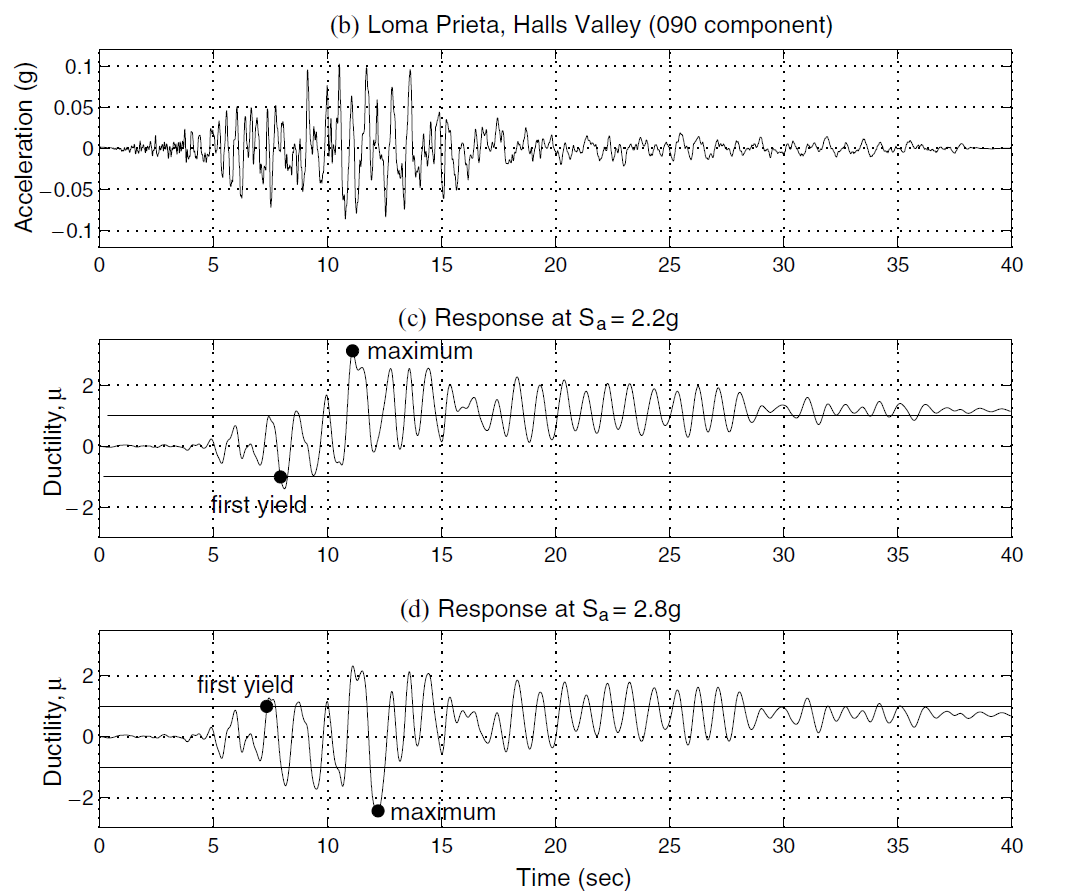 (b) Loma Prieta, Halls Valley (090 component)
Acceleration (g)
0.1
0.05
0
−0.05
−0.1
0 5 10 15 20 25 30 35 40
(c) Response at Sa = 2.2g
Ductility, μ
2
0
−2
maximum
first yield
0 5 10 15 20 25 30 35 40
(d) Response at Sa = 2.8g
Ductility, μ
2
0
−2
first yield
maximum
0 5 10 15 20 25 30 35 40
Time (sec)